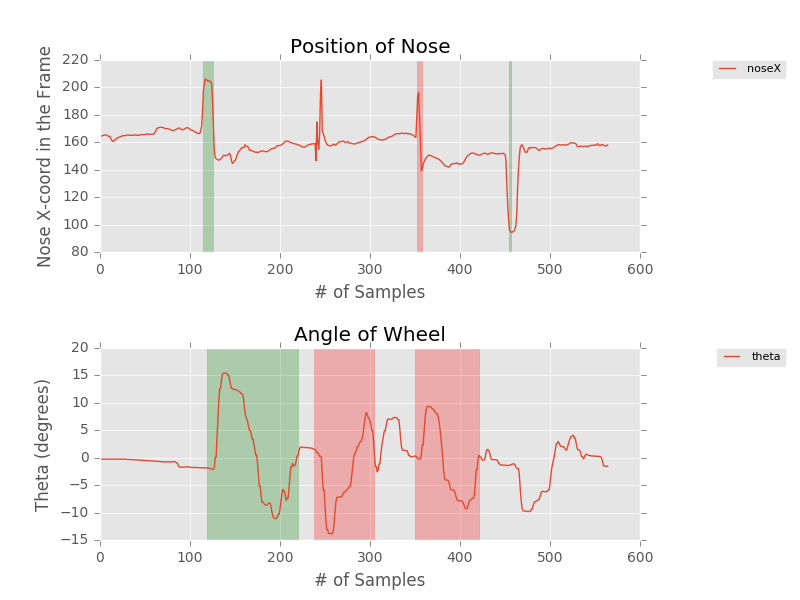 Position of Nose
Nose X-coord in the Frame
220
200
180
160
140
120
100
80
0 100 200 300 400 500 600
# of Samples
noseX
Angle of Wheel
Theta (degrees)
20
15
10
5
0
−5
−10
−15
0 100 200 300 400 500 600
# of Samples
theta